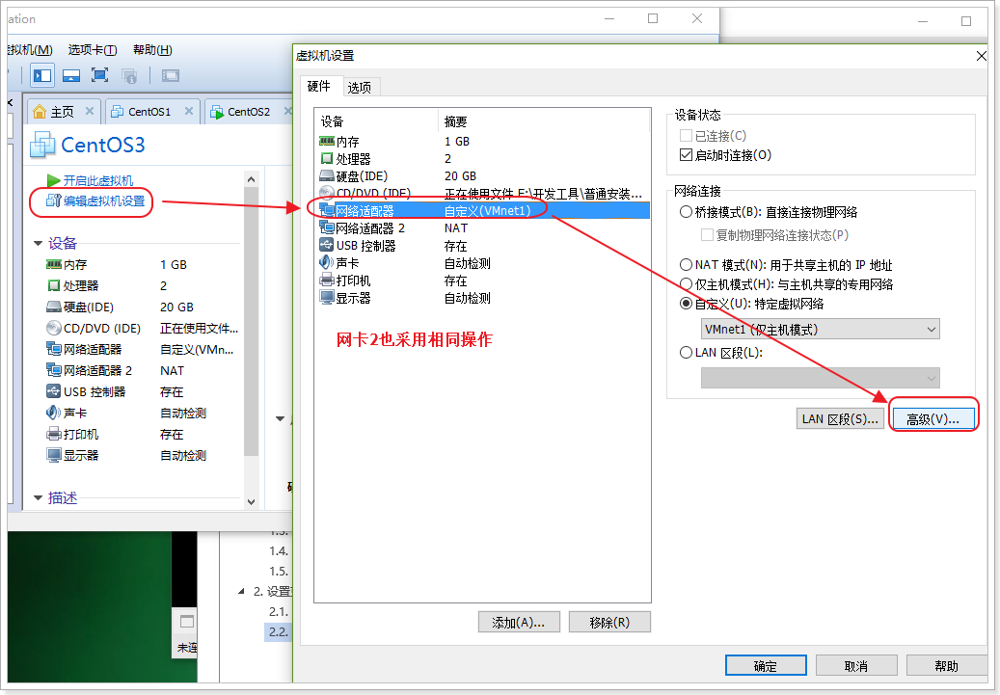 ation
虚拟机(M) 选项卡(T) 帮助(H)
主页 CentOS1 CentOS2
CentOS3
开启此虚拟机
编辑虚拟机设置
设备
内存 1 GB
处理器 2
硬盘(IDE) 20 GB
CD/DVD (IDE) 正在使用文件...
网络适配器 自定义(VMn...
网络适配器 2 NAT
USB 控制器 存在
声卡 自动检测
打印机 存在
显示器 自动检测
描述
1.3.
1.4.
1.5.
2. 设置
2.1.
2.2.
未连
虚拟机设置
硬件 选项
设备 摘要
内存 1 GB
处理器 2
硬盘(IDE) 20 GB
CD/DVD (IDE) 正在使用文件 E:\开发工具\普通安装...
网络适配器 自定义(VMnet1)
网络适配器 2 NAT
USB 控制器 存在
声卡 自动检测
打印机 存在
显示器 自动检测
网卡2也采用相同操作
添加(A)... 移除(R)
设备状态
已连接(C)
启动时连接(O)
网络连接
桥接模式(B): 直接连接物理网络
复制物理网络连接状态(P)
NAT 模式(N): 用于共享主机的 IP 地址
仅主机模式(H): 与主机共享的专用网络
自定义(U): 特定虚拟网络
VMnet1 (仅主机模式)
LAN 区段(L):
LAN 区段(S)... 高级(V)...
确定 取消 帮助